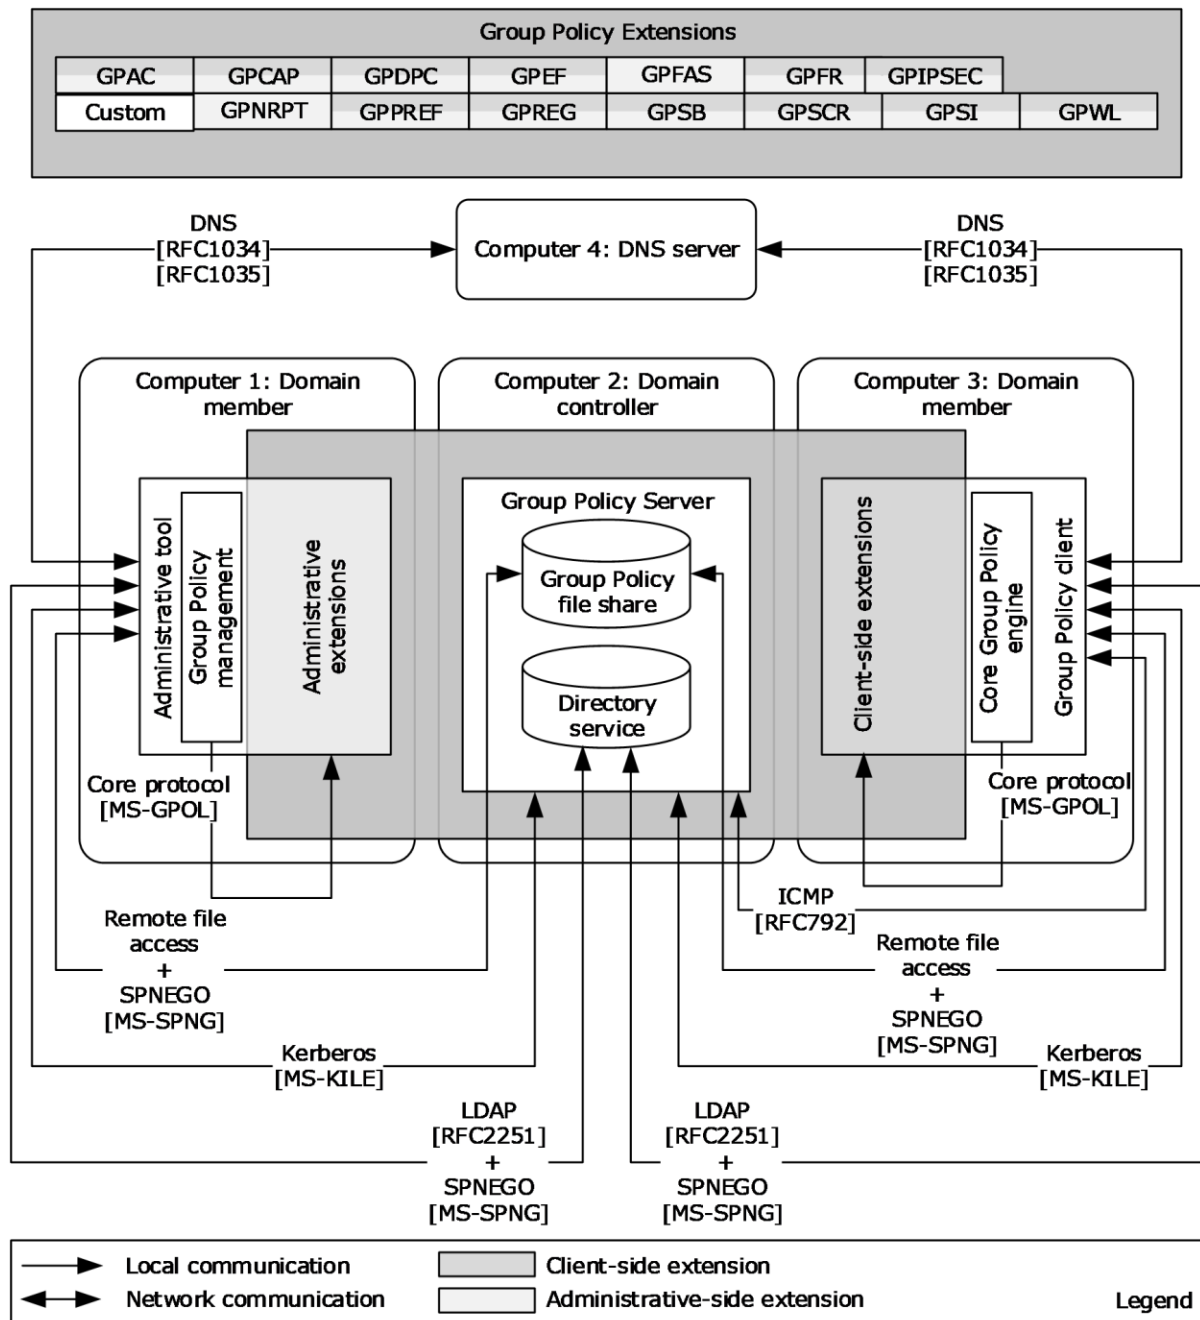 Group Policy Extensions
GPAC GPCAP GPDPC GPEF GPFAS GPFR GPIPSEC
Custom GPNRPT GPPREF GPREG GPSB GPSCR GPSI GPWL
DNS
[RFC1034]
[RFC1035]
Computer 4: DNS server
DNS
[RFC1034]
[RFC1035]
Computer 1: Domain
member
Computer 2: Domain
controller
Computer 3: Domain
member
Administrative tool
Group Policy
management
Administrative
extensions
Group Policy Server
Group Policy
file share
Directory
service
Client-side extensions
Core Group Policy
engine
Group Policy client
Core protocol
[MS-GPOL]
Core protocol
[MS-GPOL]
ICMP
[RFC792]
Remote file
access
+
SPNEGO
[MS-SPNG]
Remote file
access
+
SPNEGO
[MS-SPNG]
Kerberos
[MS-KILE]
Kerberos
[MS-KILE]
LDAP
[RFC2251]
+
SPNEGO
[MS-SPNG]
LDAP
[RFC2251]
+
SPNEGO
[MS-SPNG]
Local communication
Client-side extension
Network communication
Administrative-side extension
Legend